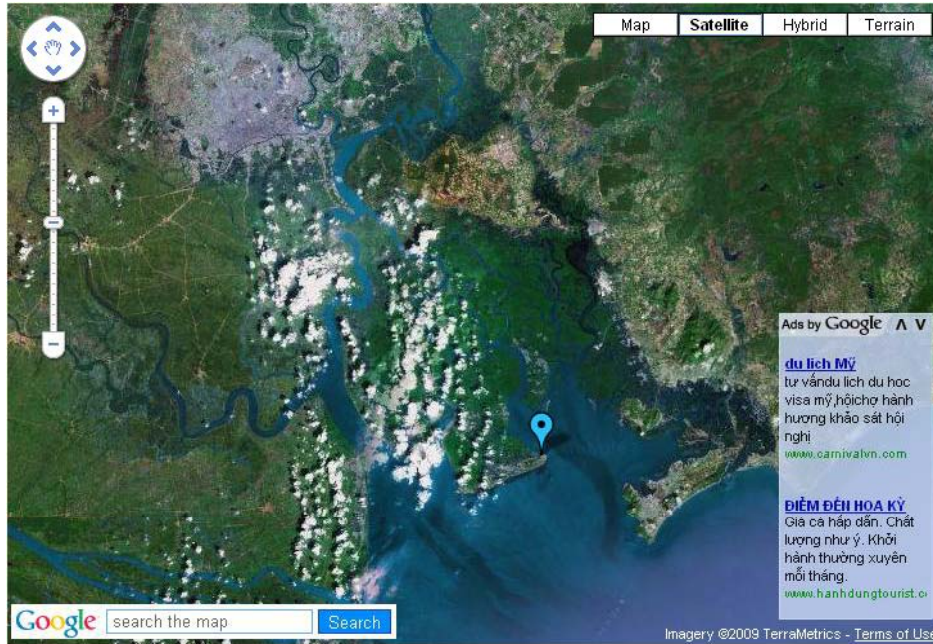 Map Satellite Hybrid Terrain
Ads by Google
du lich Mỹ
tư vấndu lich du hoc
visa mỹ,hộichợ hành
hương khảo sát hội
nghị
www.carnivalvn.com
ĐIỂM ĐẾN HOA KỲ
Giá cả hấp dẫn. Chất
lượng như ý. Khởi
hành thường xuyên
mỗi tháng.
www.hanhdungtourist.c
Google search the map Search
Imagery ©2009 TerraMetrics - Terms of Us